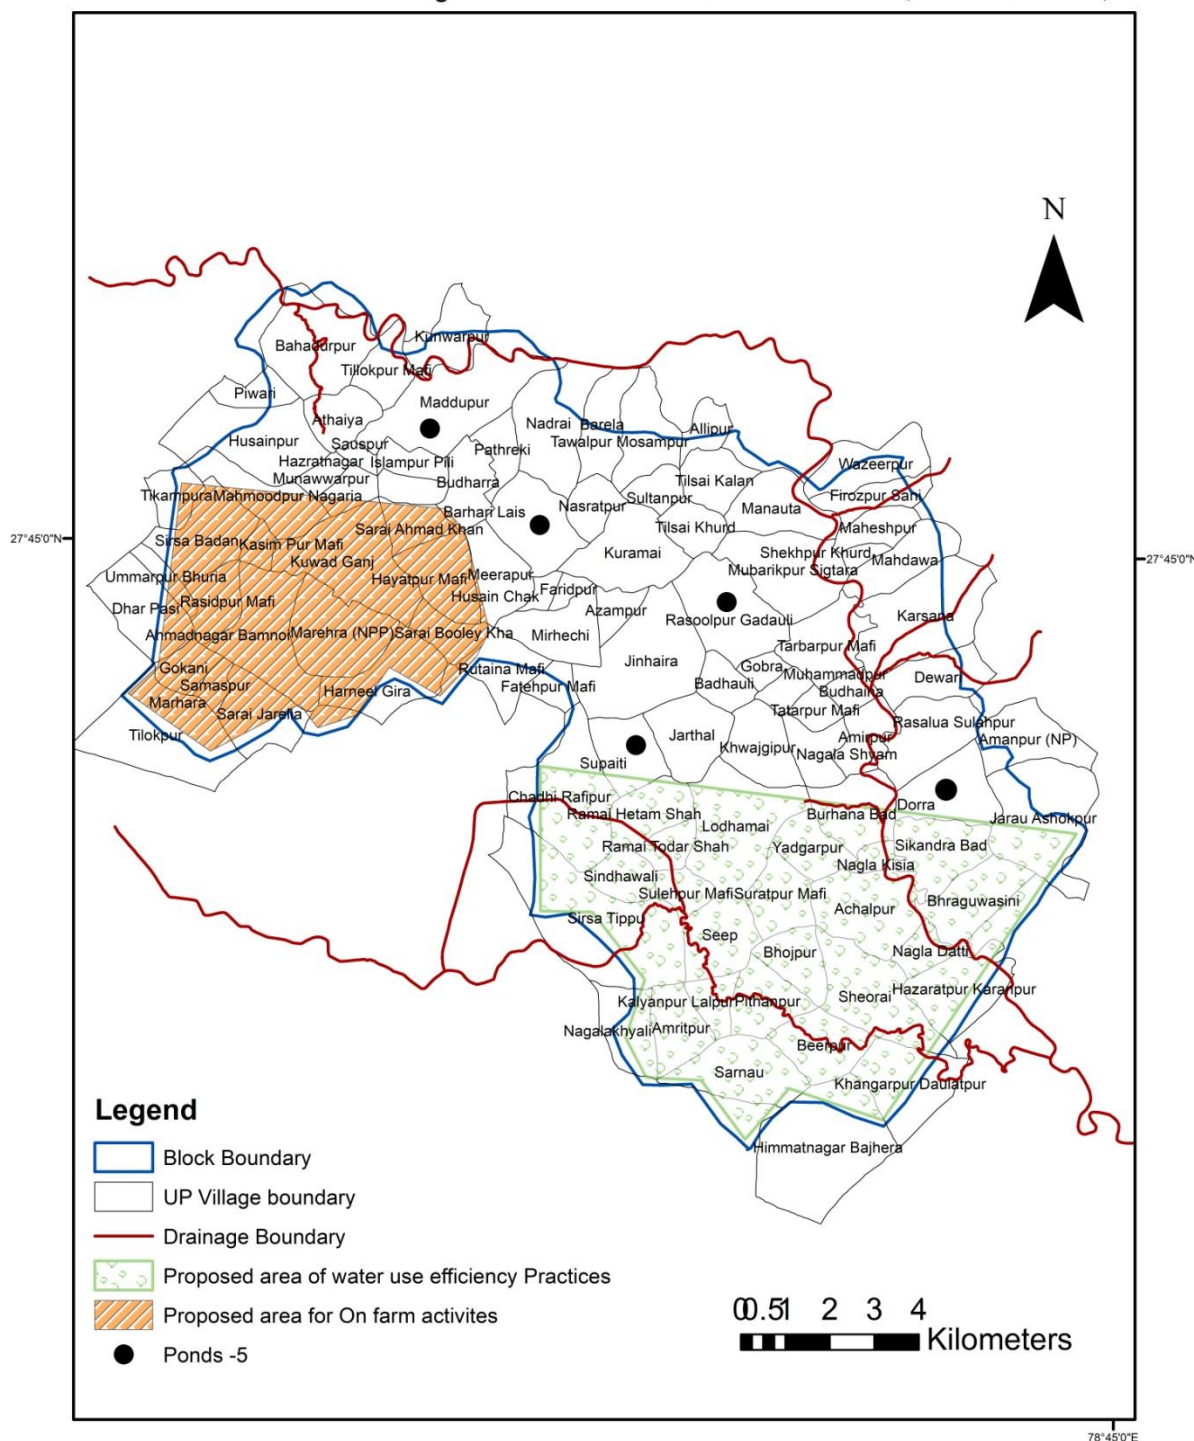 N
Kunwarpur
Bahadurpur
Tillokpur Mafi
Piwari
Maddupur
Athaiya
Nadrai Barela
Allipur
Husainpur
Sauspur
Tawalpur Mosampur
Pathreki
Hazratnagar Islampur Pili
Wazeerpur
Munawwarpur
Budharra
Tilsai Kalan
Tikampura Mahmoodpur Nagaria
Sultanpur
Firozpur Sahi
Barhari Lais
Nasratpur
Manauta
Sarai Ahmad Khan
Tilsai Khurd
Maheshpur
27°45'0"N
Sirsa Badan Kasim Pur Mafi
Kuramai
Shekhpur Khurd
Mahdawa
27°45'0"N
Kuwad Ganj
Mubarikpur Sigtara
Ummarpur Bhuria
Hayatpur Mafi Meerapur
Faridpur
Husain Chak
Dhar Pasi Rasidpur Mafi
Azampur
Rasoolpur Gadauli
Karsana
Ahmadnagar Bamnoi Marehra (NPP) Sarai Booley Kha
Mirhechi
Tarbarpur Mafi
Gokani
Rutaina Mafi
Jinhaira
Gobra
Muhammadpur
Dewari
Samaspur
Harneel Gira
Fatehpur Mafi
Badhauli
Budhaina
Marhara
Sarai Jarella
Tatarpur Mafi
Rasalua Sulahpur
Tilokpur
Jarthal
Khwajgipur
Amirpur
Amanpur (NP)
Nagala Shyam
Supaiti
Chadhi Rafipur
Dorra
Ramai Hetam Shah
Burhana Bad
Jarau Ashokpur
Lodhamai
Ramai Todar Shah
Yadgarpur
Sikandra Bad
Nagla Kisia
Sindhawali
Sulehpur Mafi Suratpur Mafi
Bhraguwasini
Achalpur
Sirsa Tippu
Seep
Bhojpur
Nagla Datti
Hazaratpur Karanpur
Kalyanpur Lalpur Pithanpur
Sheorai
Nagalakhyali Amritpur
Beerpur
Sarnau
Khangarpur Daulatpur
Himmatnagar Bajhera
Legend
Block Boundary
UP Village boundary
Drainage Boundary
Proposed area of water use efficiency Practices
Proposed area for On farm activites
Ponds -5
0 0.5 1 2 3 4
Kilometers
78°45'0"E